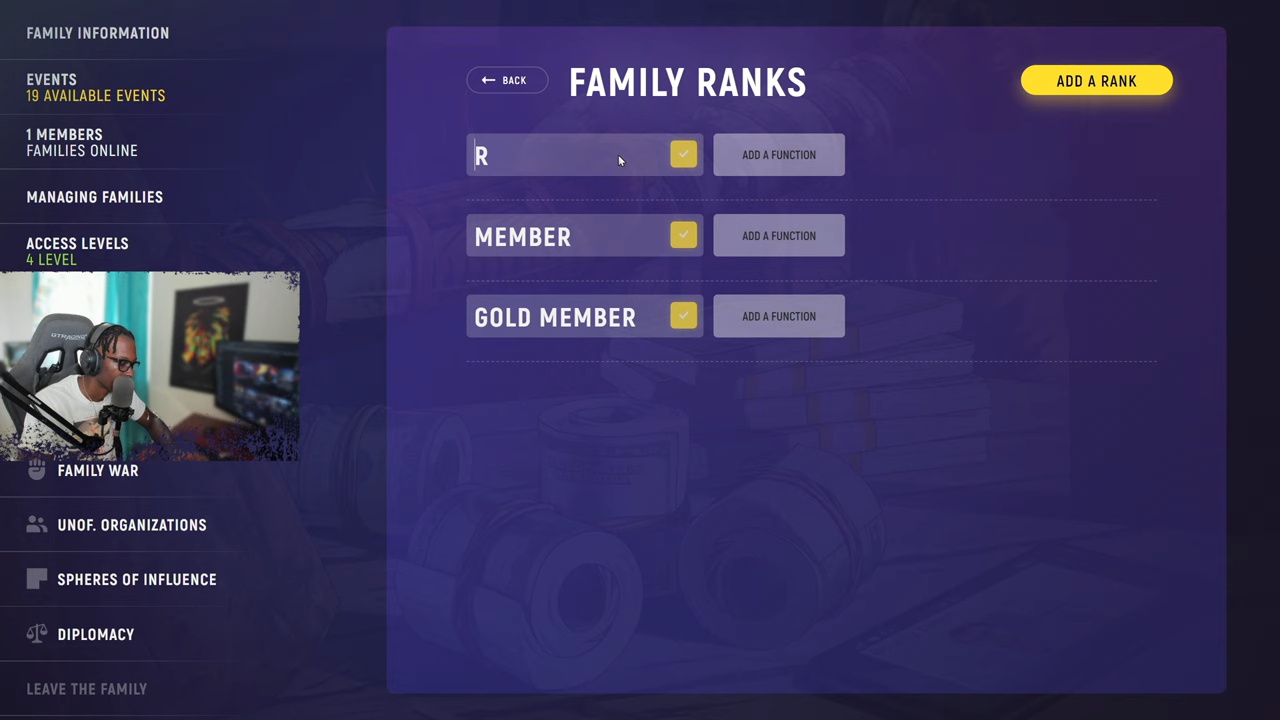 FAMILY INFORMATION
EVENTS
19 AVAILABLE EVENTS
1 MEMBERS
FAMILIES ONLINE
MANAGING FAMILIES
ACCESS LEVELS
4 LEVEL
FAMILY WAR
UNOF. ORGANIZATIONS
SPHERES OF INFLUENCE
DIPLOMACY
LEAVE THE FAMILY
BACK
FAMILY RANKS
ADD A RANK
R
ADD A FUNCTION
MEMBER
ADD A FUNCTION
GOLD MEMBER
ADD A FUNCTION